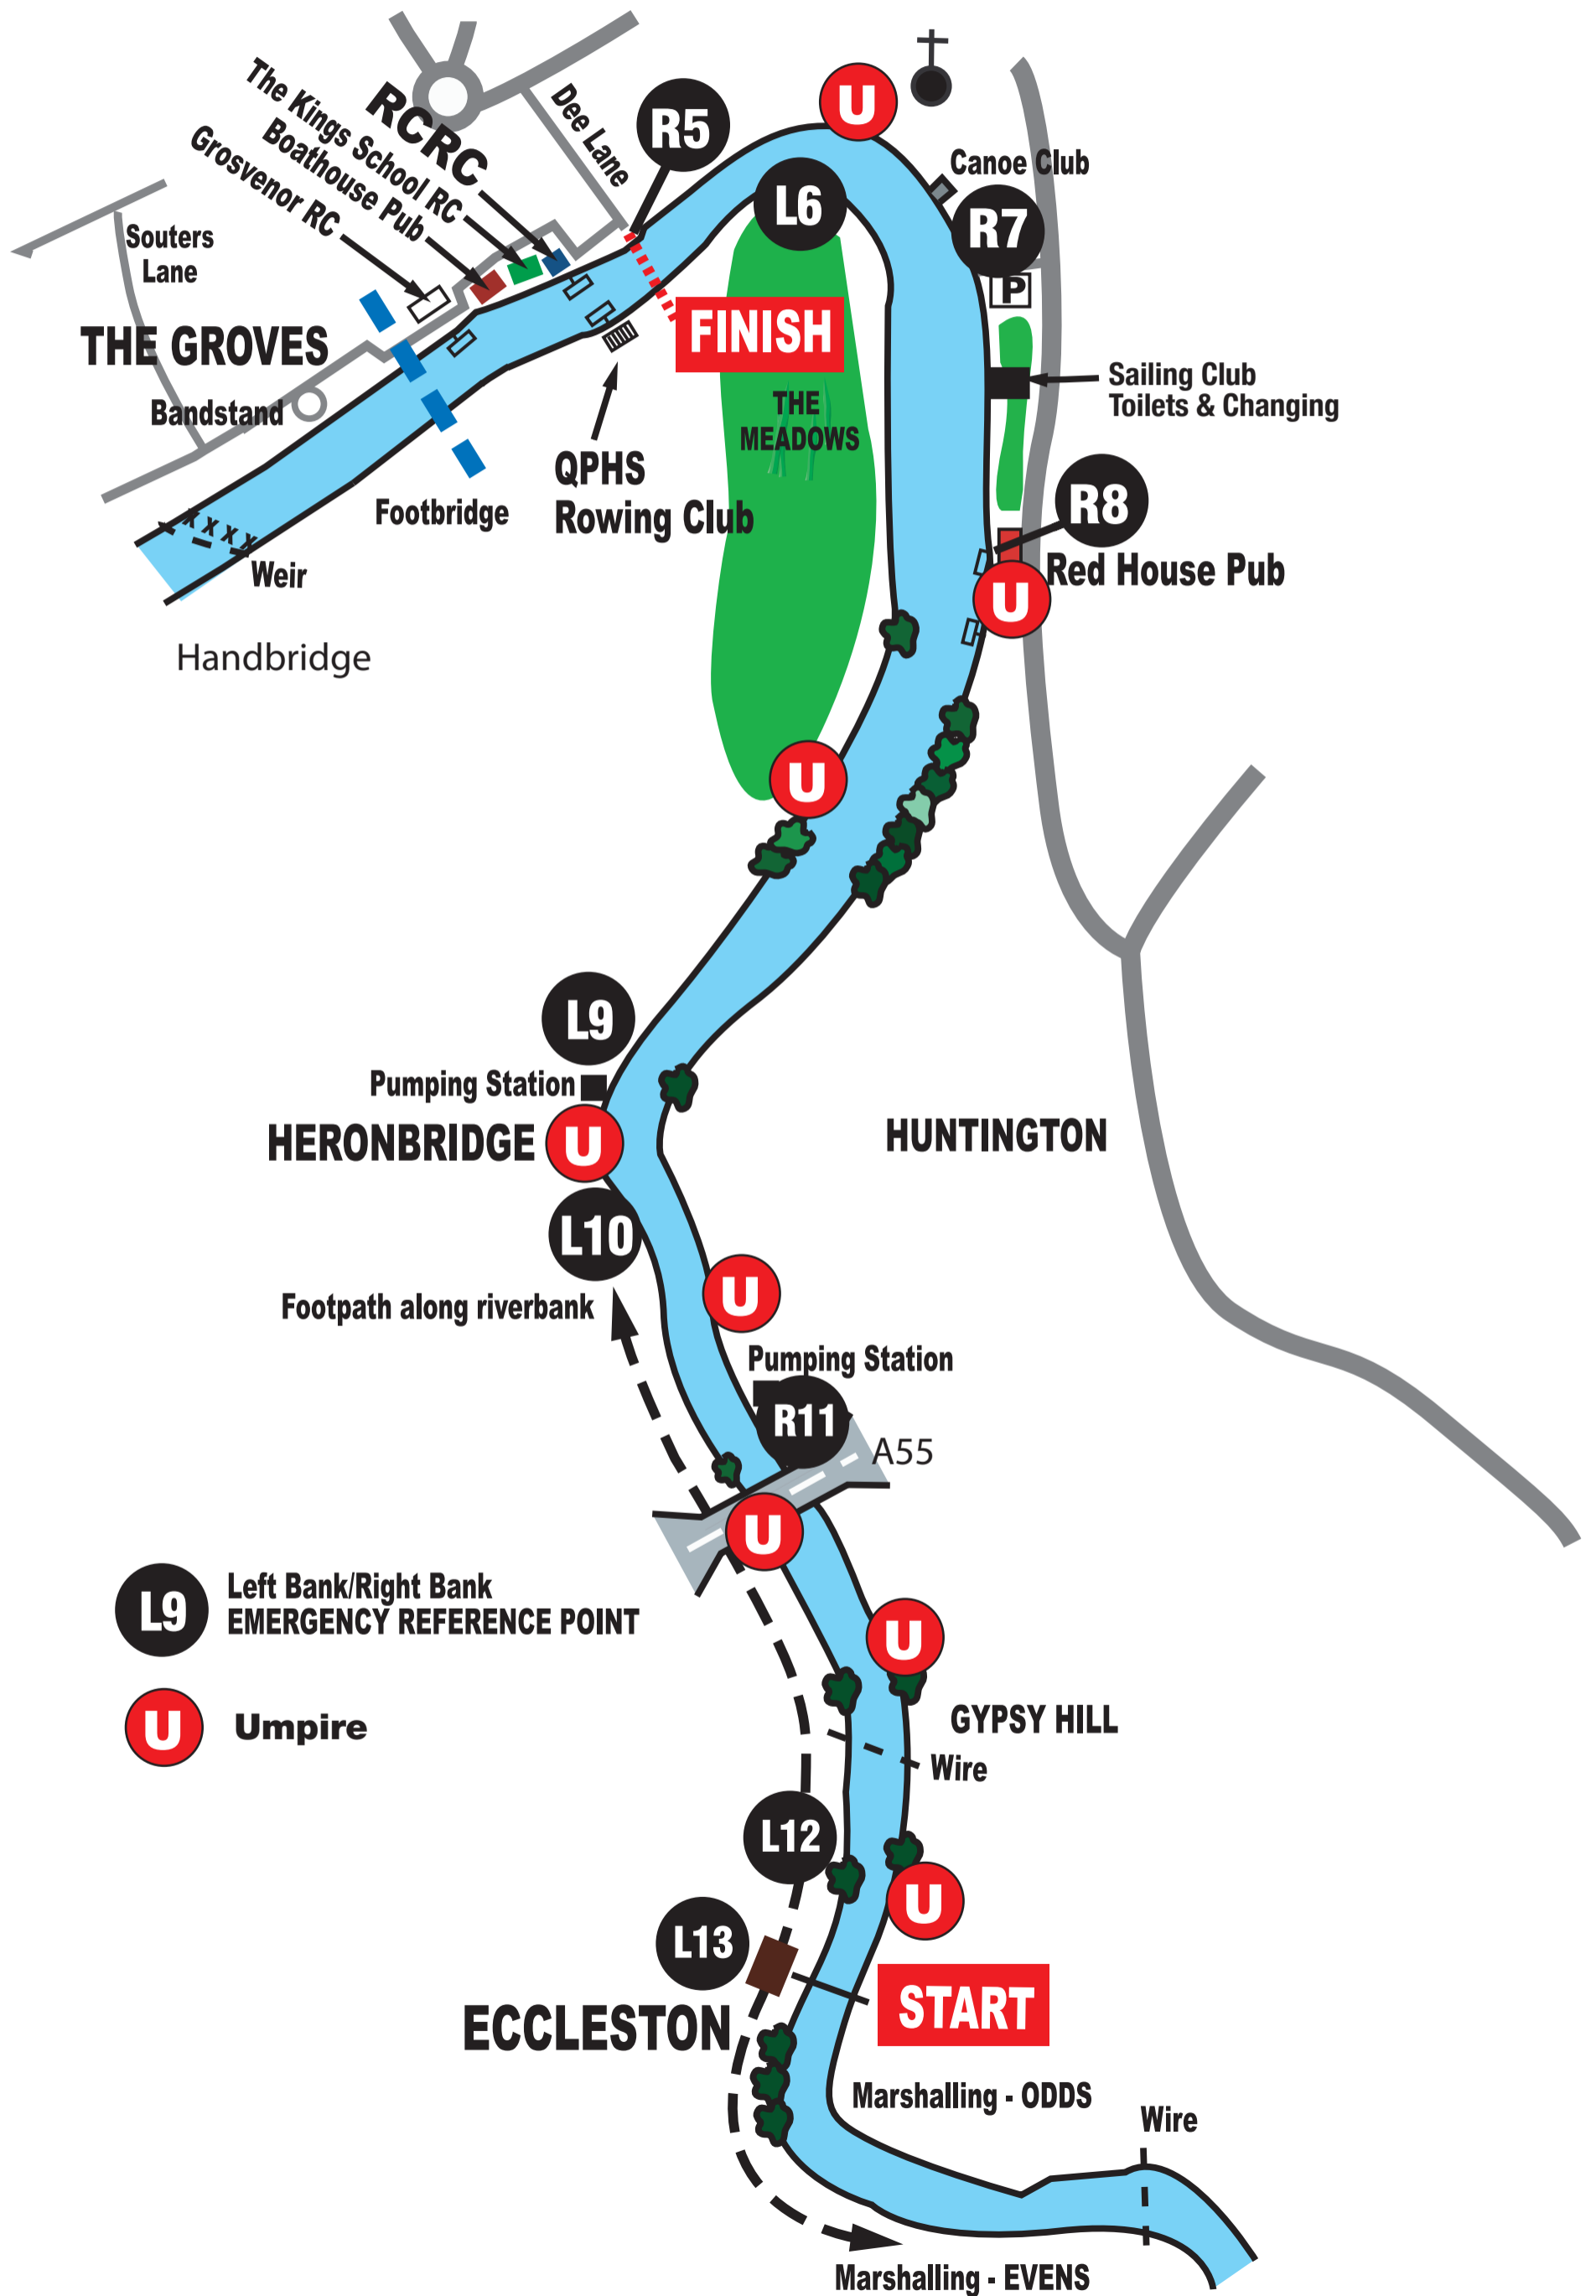 The Kings School RC
RCRC
Boathouse Pub
Grosvenor RC
Dee Lane
R5
U
Canoe Club
L6
R7
P
Souters
Lane
THE GROVES
Bandstand
FINISH
THE
MEADOWS
Sailing Club
Toilets & Changing
QPHS
Rowing Club
Footbridge
X X X X
Weir
R8
Red House Pub
U
Handbridge
U
L9
Pumping Station
HERONBRIDGE
U
HUNTINGTON
L10
Footpath along riverbank
U
Pumping Station
R11
A55
U
L9
Left Bank/Right Bank
EMERGENCY REFERENCE POINT
U
Umpire
U
GYPSY HILL
Wire
L12
U
L13
START
ECCLESTON
Marshalling - ODDS
Wire
Marshalling - EVENS